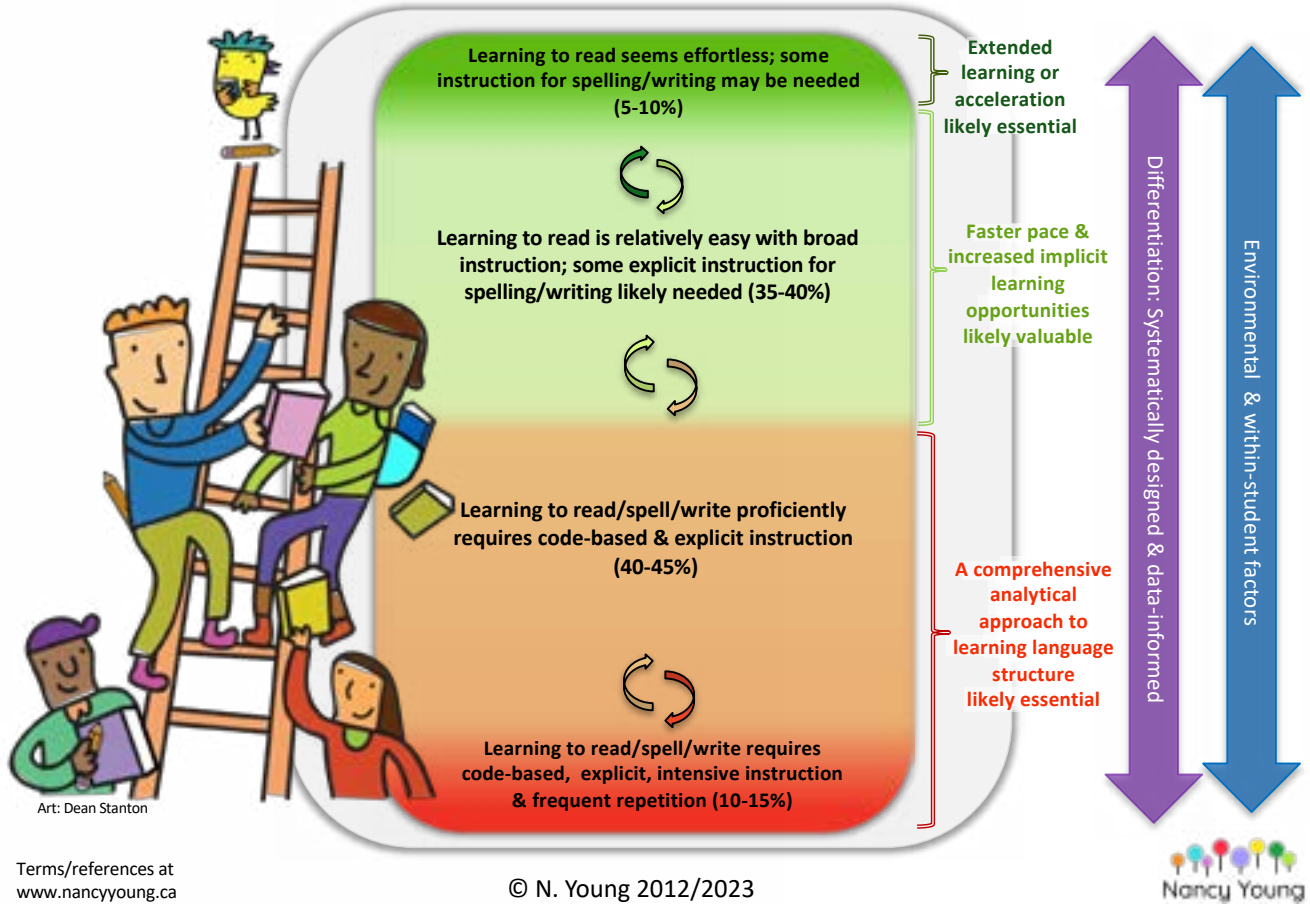 Learning to read seems effortless; some
instruction for spelling/writing may be needed
(5-10%)
Extended
learning or
acceleration
likely essential
Learning to read is relatively easy with broad
instruction; some explicit instruction for
spelling/writing likely needed (35-40%)
Faster pace &
increased implicit
learning
opportunities
likely valuable
Learning to read/spell/write proficiently
requires code-based & explicit instruction
(40-45%)
A comprehensive
analytical
approach to
learning language
structure
likely essential
Learning to read/spell/write requires
code-based, explicit, intensive instruction
& frequent repetition (10-15%)
Differentiation: Systematically designed & data-informed
Environmental & within-student factors
Art: Dean Stanton
Terms/references at
www.nancyyoung.ca
© N. Young 2012/2023
Nancy Young